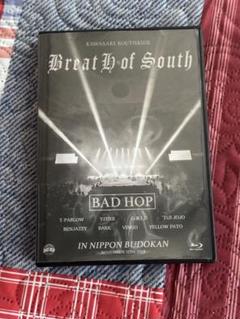 KAWASAKI SOUTHSIDE
BreatH of South
BAD HOP
T-PABLOW YZERR TIJI JOJO
BENJAZZY BARK VINGO YELLOW PATO
IN NIPPON BUDOKAN